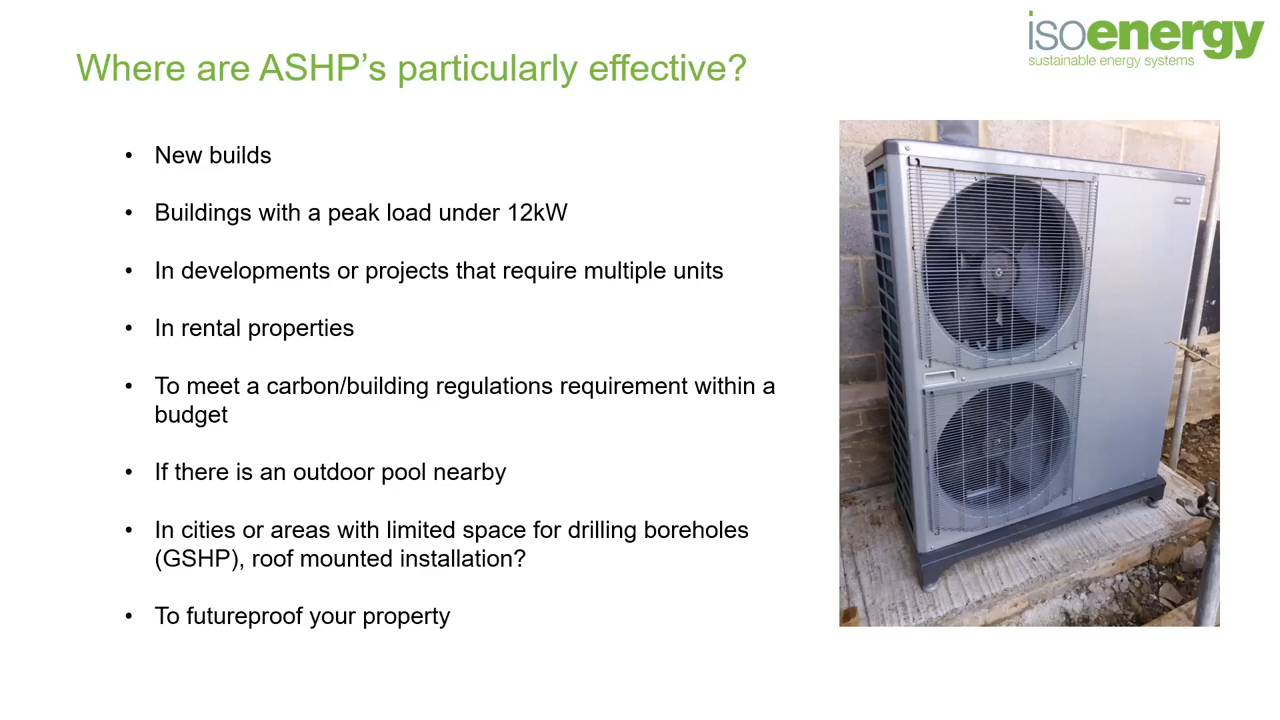 isoenergy
sustainable energy systems
Where are ASHP’s particularly effective?
• New builds
• Buildings with a peak load under 12kW
• In developments or projects that require multiple units
• In rental properties
• To meet a carbon/building regulations requirement within a
budget
• If there is an outdoor pool nearby
• In cities or areas with limited space for drilling boreholes
(GSHP), roof mounted installation?
• To futureproof your property